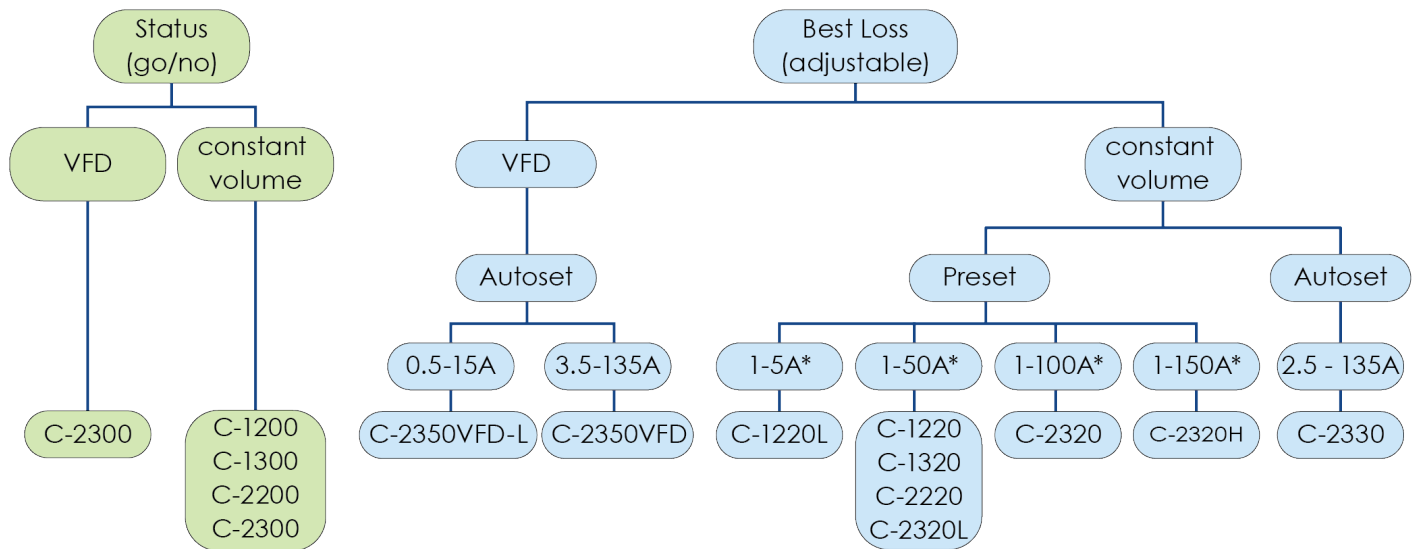 Status
(go/no)
Best Loss
(adjustable)
VFD
constant
volume
VFD
constant
volume
Autoset
Preset
Autoset
0.5-15A
3.5-135A
1-5A*
1-50A*
1-100A*
1-150A*
2.5 - 135A
C-2300
C-1200
C-1300
C-2200
C-2300
C-2350VFD-L
C-2350VFD
C-1220L
C-1220
C-1320
C-2220
C-2320L
C-2320
C-2320H
C-2330